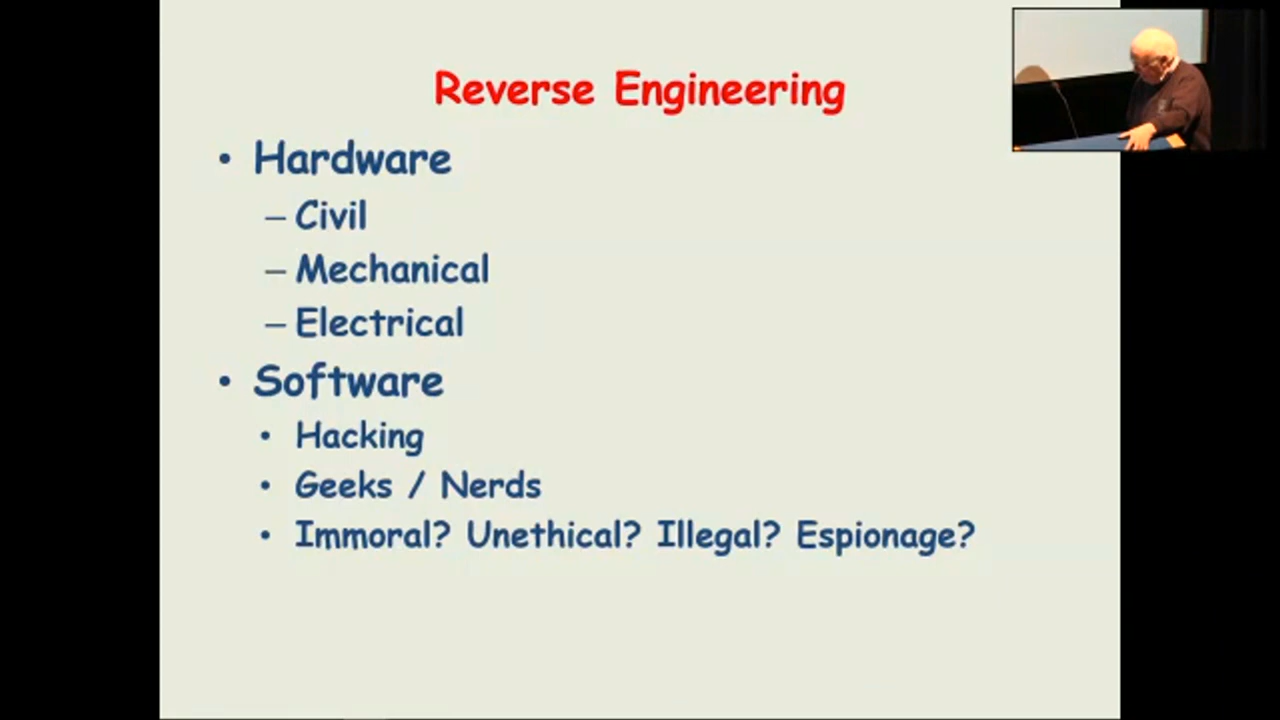 Reverse Engineering
• Hardware
– Civil
– Mechanical
– Electrical
• Software
• Hacking
• Geeks / Nerds
• Immoral? Unethical? Illegal? Espionage?